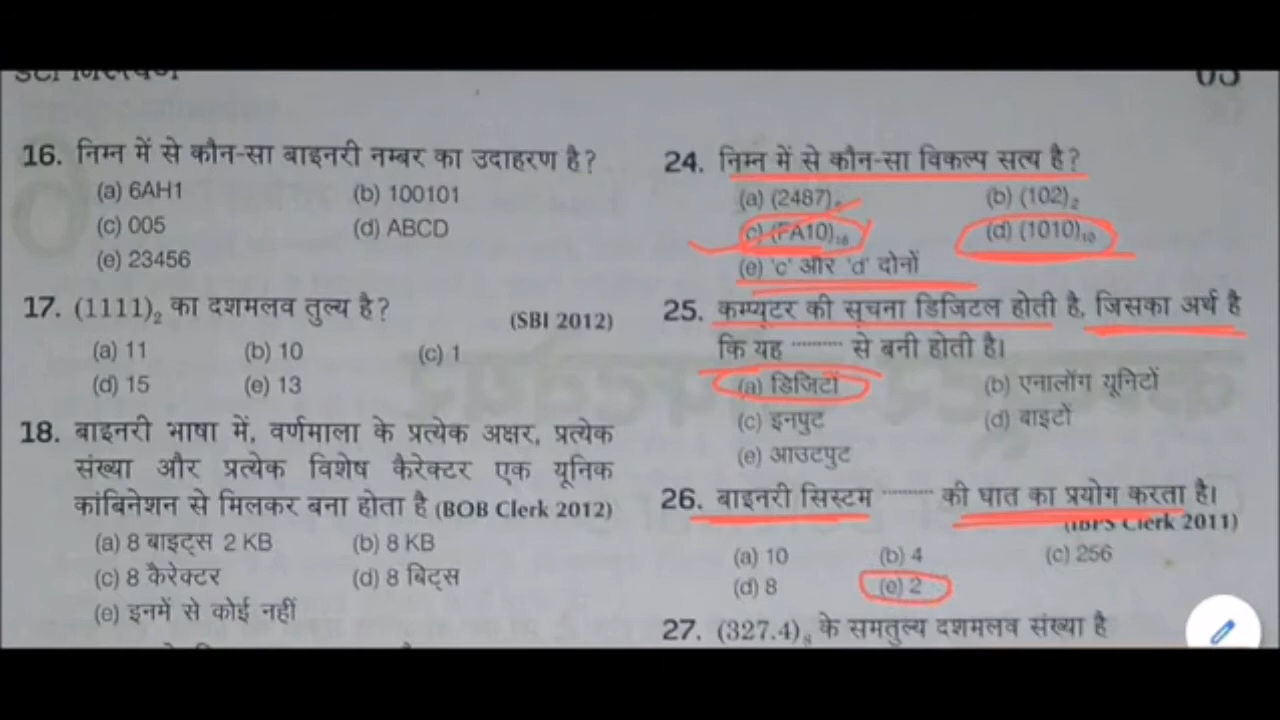 05
16. निम्न में से कौन-सा बाइनरी नम्बर का उदाहरण है?
(a) 6AH1 (b) 100101
(c) 005 (d) ABCD
(e) 23456
17. (1111)₂ का दशमलव तुल्य है?
(SBI 2012)
(a) 11 (b) 10 (c) 1
(d) 15 (e) 13
18. बाइनरी भाषा में, वर्णमाला के प्रत्येक अक्षर, प्रत्येक
संख्या और प्रत्येक विशेष कैरेक्टर एक यूनिक
कांबिनेशन से मिलकर बना होता है (BOB Clerk 2012)
(a) 8 बाइट्स 2 KB (b) 8 KB
(c) 8 कैरेक्टर (d) 8 बिट्स
(e) इनमें से कोई नहीं
24. निम्न में से कौन-सा विकल्प सत्य है?
(a) (2487) (b) (102)₂
(c) (FA10)₁₆ (d) (1010)₁₀
(e) 'c' और 'd' दोनों
25. कम्प्यूटर की सूचना डिजिटल होती है, जिसका अर्थ है
कि यह .......... से बनी होती है।
(a) डिजिटों (b) एनालोंग यूनिटों
(c) इनपुट (d) बाइटों
(e) आउटपुट
26. बाइनरी सिस्टम .......... की घात का प्रयोग करता है।
(IBPS Clerk 2011)
(a) 10 (b) 4 (c) 256
(d) 8 (e) 2
27. (327.4)₈ के समतुल्य दशमलव संख्या है